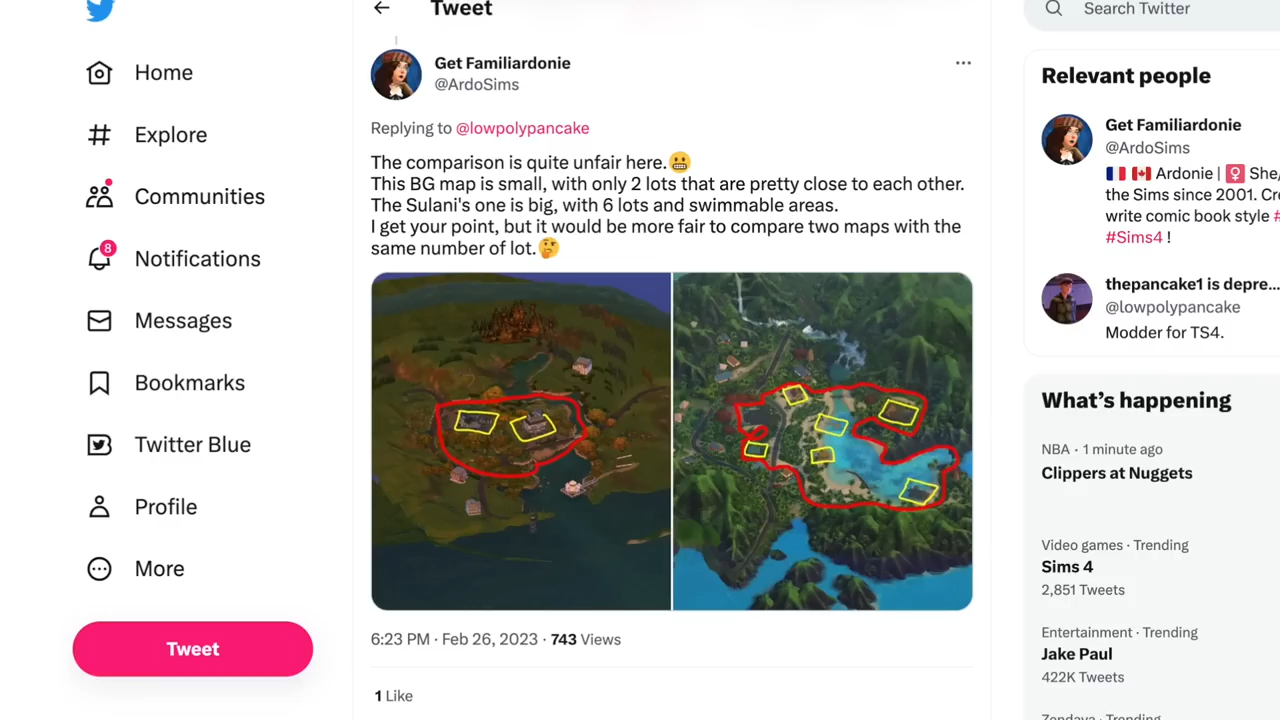 Tweet
Search Twitter
Home
Explore
Communities
8
Notifications
Messages
Bookmarks
Twitter Blue
Profile
More
Tweet
Get Familiardonie
@ArdoSims
Replying to @lowpolypancake
The comparison is quite unfair here.😬
This BG map is small, with only 2 lots that are pretty close to each other.
The Sulani's one is big, with 6 lots and swimmable areas.
I get your point, but it would be more fair to compare two maps with the
same number of lot.🤔
6:23 PM · Feb 26, 2023 · 743 Views
1 Like
Relevant people
Get Familiardonie
@ArdoSims
🇫🇷 🇨🇦 Ardonie | 🚺 She/
the Sims since 2001. Cr
write comic book style #
#Sims4 !
thepancake1 is depre...
@lowpolypancake
Modder for TS4.
What's happening
NBA · 1 minute ago
Clippers at Nuggets
Video games · Trending
Sims 4
2,851 Tweets
Entertainment · Trending
Jake Paul
422K Tweets
Zendaya · Trending